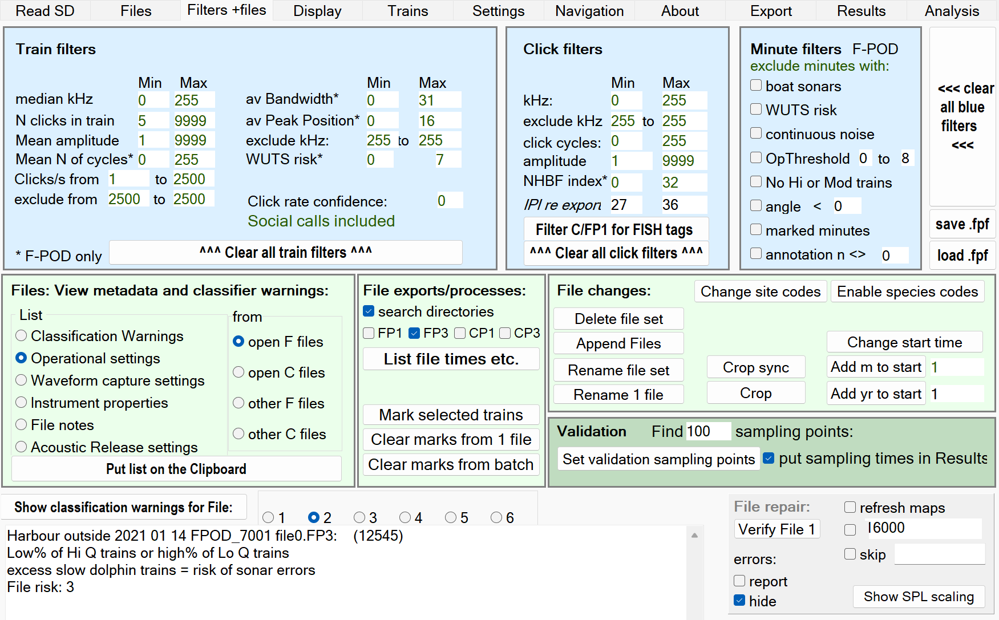 Read SD Files Filters +files Display Trains Settings Navigation About Export Results Analysis
Train filters
Min Max Min Max
median kHz 0 255 av Bandwidth* 0 31
N clicks in train 5 9999 av Peak Position* 0 16
Mean amplitude 1 9999 exclude kHz: 255 to 255
Mean N of cycles* 0 255 WUTS risk* 0 7
Clicks/s from 1 to 2500
exclude from 2500 to 2500 Click rate confidence: 0
Social calls included
* F-POD only ^^^ Clear all train filters ^^^
Click filters
Min Max
kHz: 0 255
exclude kHz 255 to 255
click cycles: 0 255
amplitude 1 9999
NHBF index* 0 32
IPI re export 27 36
Filter C/FP1 for FISH tags
^^^ Clear all click filters ^^^
Minute filters F-POD
exclude minutes with:
boat sonars
WUTS risk
continuous noise
OpThreshold 0 to 8
No Hi or Mod trains
angle < 0
marked minutes
annotation n <> 0
<<< clear
all blue
filters
<<<
save .fpf
load .fpf
Files: View metadata and classifier warnings:
List
Classification Warnings
Operational settings
Waveform capture settings
Instrument properties
File notes
Acoustic Release settings
from
open F files
open C files
other F files
other C files
Put list on the Clipboard
File exports/processes:
search directories
FP1 FP3 CP1 CP3
List file times etc.
Mark selected trains
Clear marks from 1 file
Clear marks from batch
File changes: Change site codes Enable species codes
Delete file set
Append Files Change start time
Rename file set Crop sync Add m to start 1
Rename 1 file Crop Add yr to start 1
Validation Find 100 sampling points:
Set validation sampling points put sampling times in Results
Show classification warnings for File: 1 2 3 4 5 6
Harbour outside 2021 01 14 FPOD_7001 file0.FP3: (12545)
Low% of Hi Q trains or high% of Lo Q trains
excess slow dolphin trains = risk of sonar errors
File risk: 3
File repair: refresh maps
Verify File 1 16000
errors: skip
report
hide Show SPL scaling